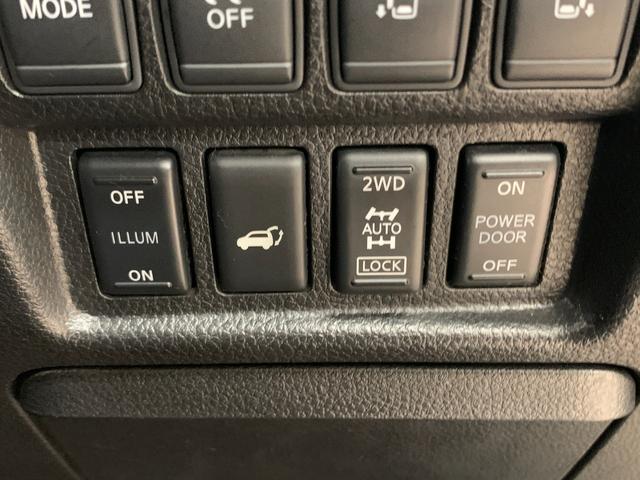 MODE
OFF
OFF
ILLUM
ON
2WD
AUTO
LOCK
ON
POWER
DOOR
OFF